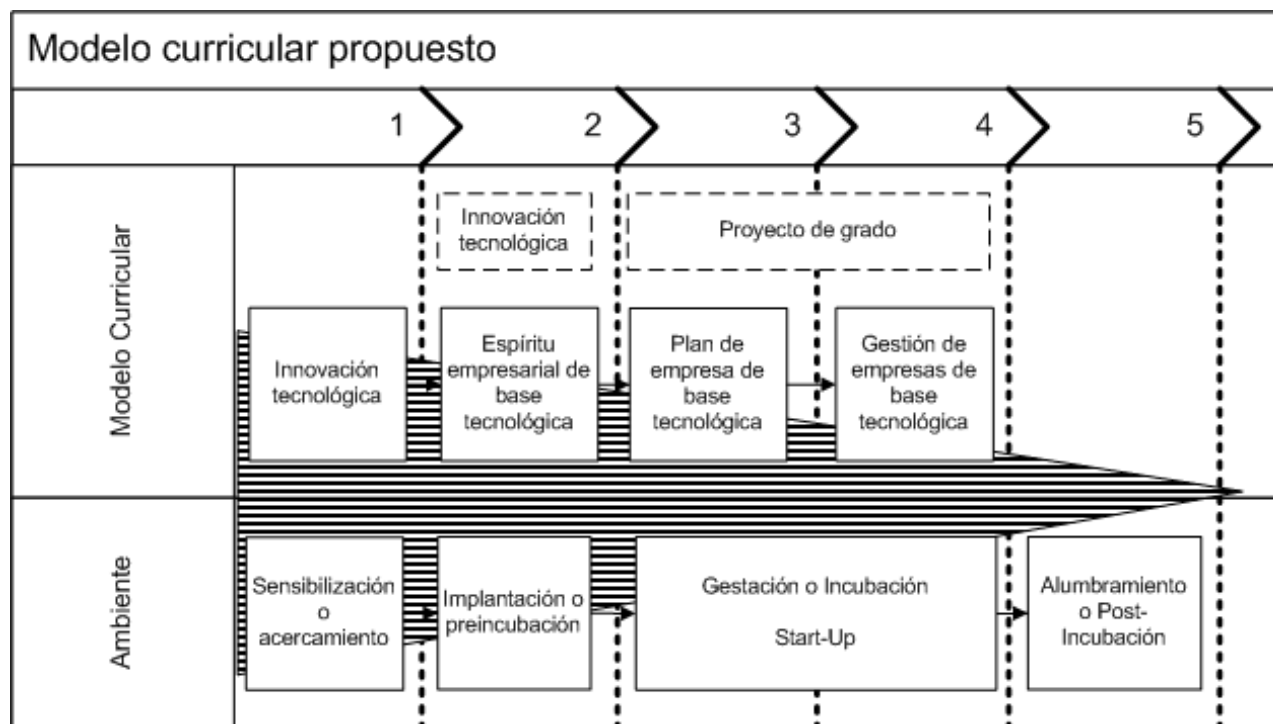 Modelo curricular propuesto
1
2
3
4
5
Modelo Curricular
Innovación
tecnológica
Proyecto de grado
Innovación
tecnológica
Espíritu
empresarial de
base
tecnológica
Plan de
empresa de
base
tecnológica
Gestión de
empresas de
base
tecnológica
Ambiente
Sensibilización
o
acercamiento
Implantación o
preincubación
Gestación o Incubación
Start-Up
Alumbramiento
o Post-
Incubación